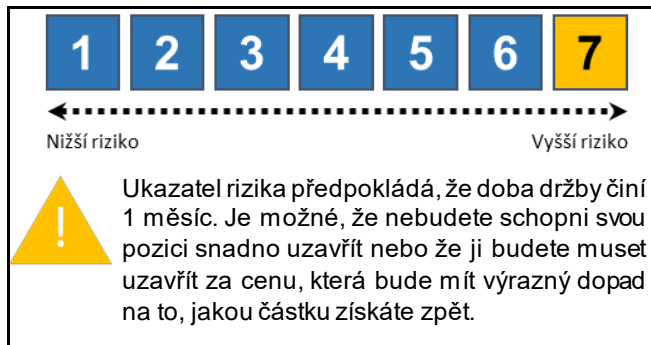 1 2 3 4 5 6 7
Nižší riziko Vyšší riziko
!
Ukazatel rizika předpokládá, že doba držby činí
1 měsíc. Je možné, že nebudete schopni svou
pozici snadno uzavřít nebo že ji budete muset
uzavřít za cenu, která bude mít výrazný dopad
na to, jakou částku získáte zpět.